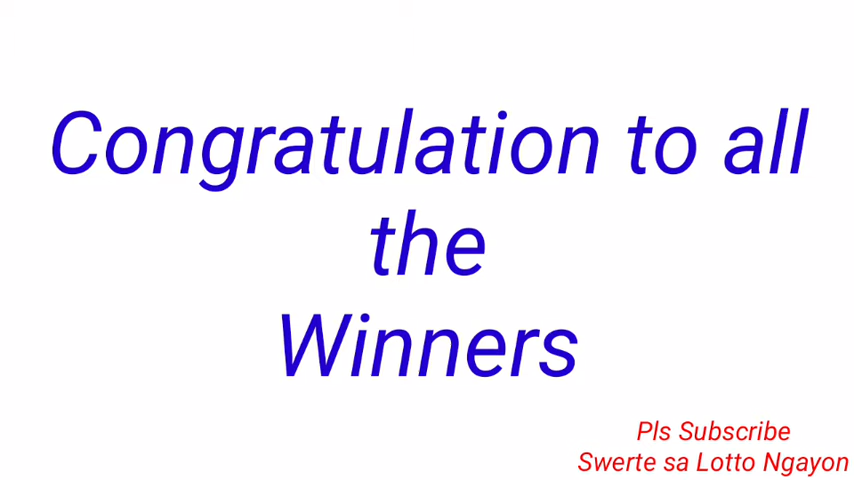 Congratulation to all
the
Winners
Pls Subscribe
Swerte sa Lotto Ngayon